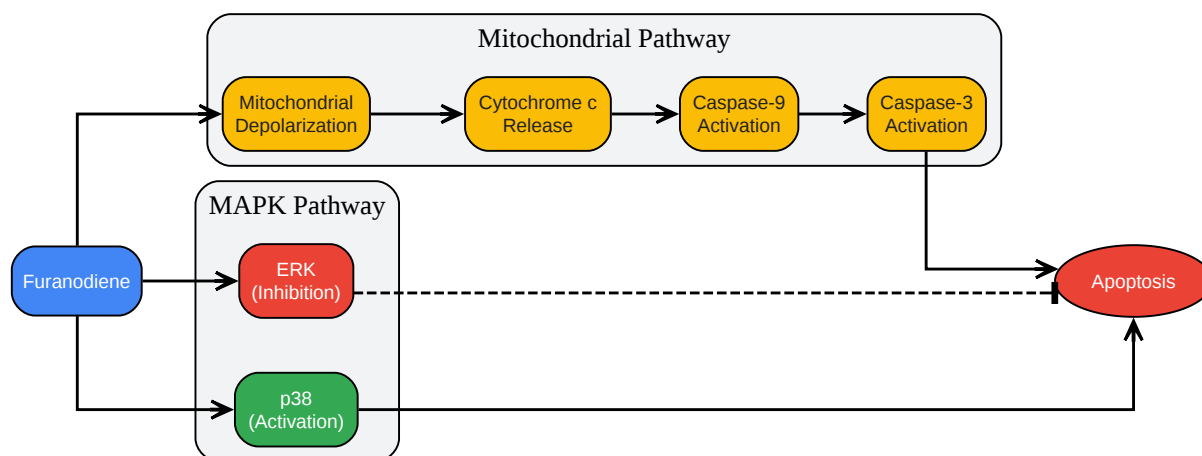 Mitochondrial Pathway
Mitochondrial
Depolarization
Cytochrome c
Release
Caspase-9
Activation
Caspase-3
Activation
MAPK Pathway
Furanodiene
ERK
(Inhibition)
Apoptosis
p38
(Activation)